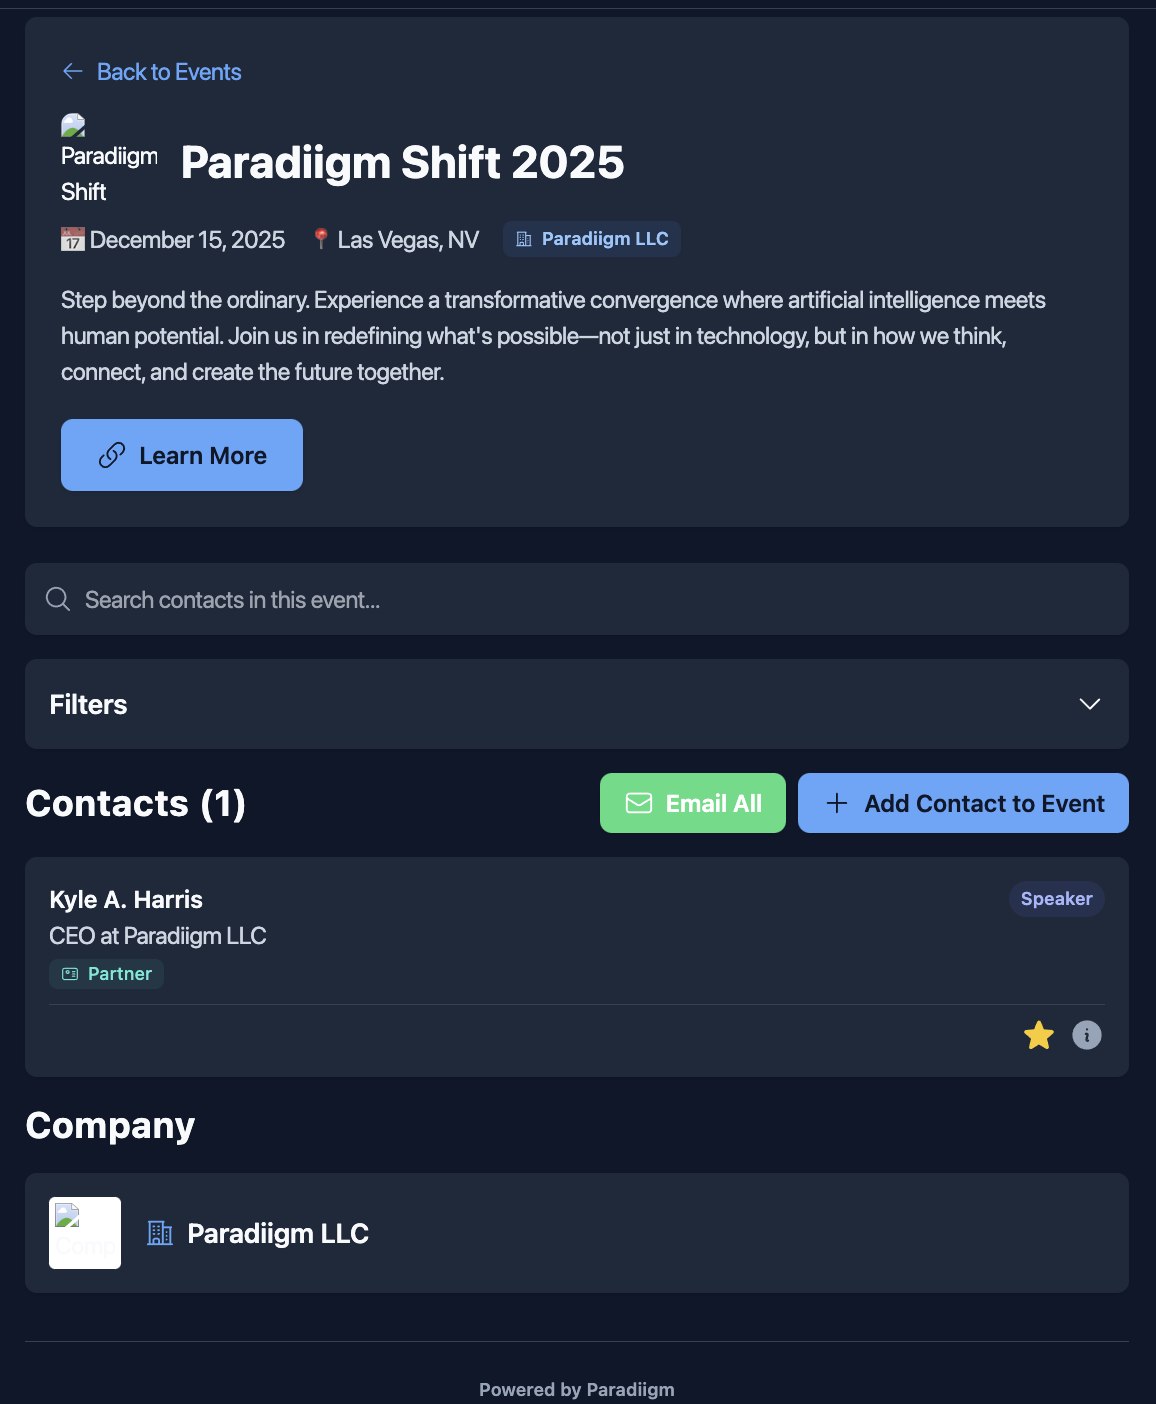 Back to Events
Paradiigm
Shift
Paradiigm Shift 2025
JUL
17
December 15, 2025
Las Vegas, NV
Paradiigm LLC
Step beyond the ordinary. Experience a transformative convergence where artificial intelligence meets
human potential. Join us in redefining what's possible—not just in technology, but in how we think,
connect, and create the future together.
Learn More
Search contacts in this event...
Filters
Contacts (1)
Email All
Add Contact to Event
Kyle A. Harris
Speaker
CEO at Paradiigm LLC
Partner
Company
Comp
Paradiigm LLC
Powered by Paradiigm